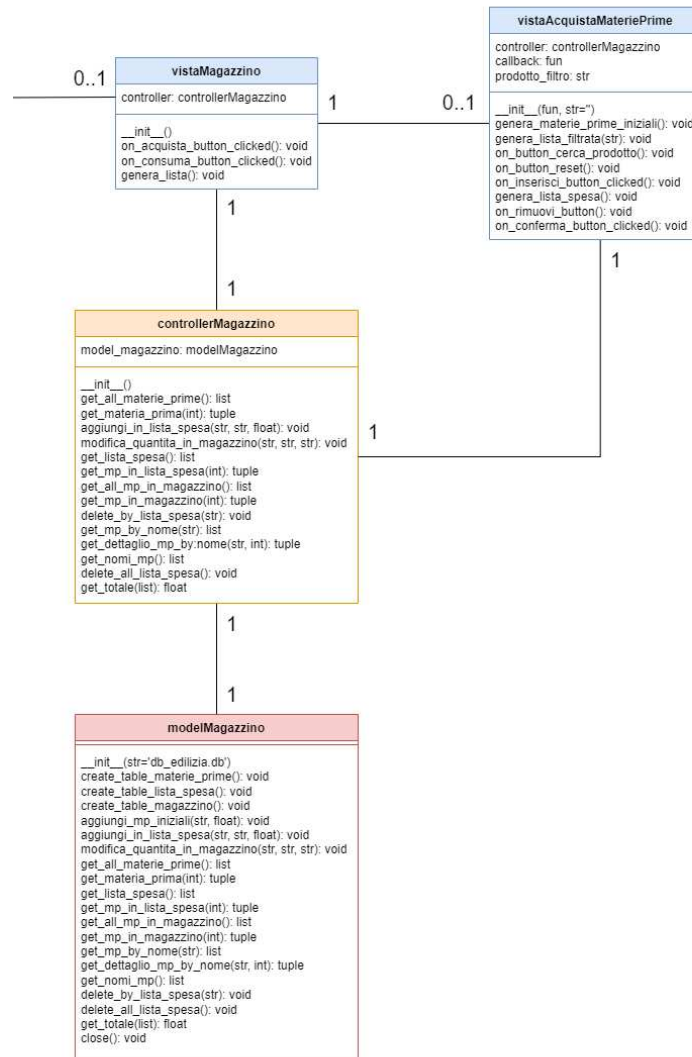 vistaAcquistaMateriePrime
controller: controllerMagazzino
callback: fun
prodotto_filtro: str
__init__(fun, str='')
genera_materie_prime_iniziali(): void
genera_lista_filtrata(str): void
on_button_cerca_prodotto(): void
on_button_reset(): void
on_inserisci_button_clicked(): void
genera_lista_spesa(): void
on_rimuovi_button(): void
on_conferma_button_clicked(): void
0..1
vistaMagazzino
controller: controllerMagazzino
__init__()
on_acquista_button_clicked(): void
on_consuma_button_clicked(): void
genera_lista(): void
1
0..1
1
1
1
controllerMagazzino
model_magazzino: modelMagazzino
__init__()
get_all_materie_prime(): list
get_materia_prima(int): tuple
aggiungi_in_lista_spesa(str, str, float): void
modifica_quantita_in_magazzino(str, str, str): void
get_lista_spesa(): list
get_mp_in_lista_spesa(int): tuple
get_all_mp_in_magazzino(): list
get_mp_in_magazzino(int): tuple
delete_by_lista_spesa(str): void
get_mp_by_nome(str): list
get_dettaglio_mp_by:nome(str, int): tuple
get_nomi_mp(): list
delete_all_lista_spesa(): void
get_totale(list): float
1
1
1
modelMagazzino
__init__(str='db_edilizia.db')
create_table_materie_prime(): void
create_table_lista_spesa(): void
create_table_magazzino(): void
aggiungi_mp_iniziali(str, float): void
aggiungi_in_lista_spesa(str, str, float): void
modifica_quantita_in_magazzino(str, str, str): void
get_all_materie_prime(): list
get_materia_prima(int): tuple
get_lista_spesa(): list
get_mp_in_lista_spesa(int): tuple
get_all_mp_in_magazzino(): list
get_mp_in_magazzino(int): tuple
get_mp_by_nome(str): list
get_dettaglio_mp_by_nome(str, int): tuple
get_nomi_mp(): list
delete_by_lista_spesa(str): void
delete_all_lista_spesa(): void
get_totale(list): float
close(): void